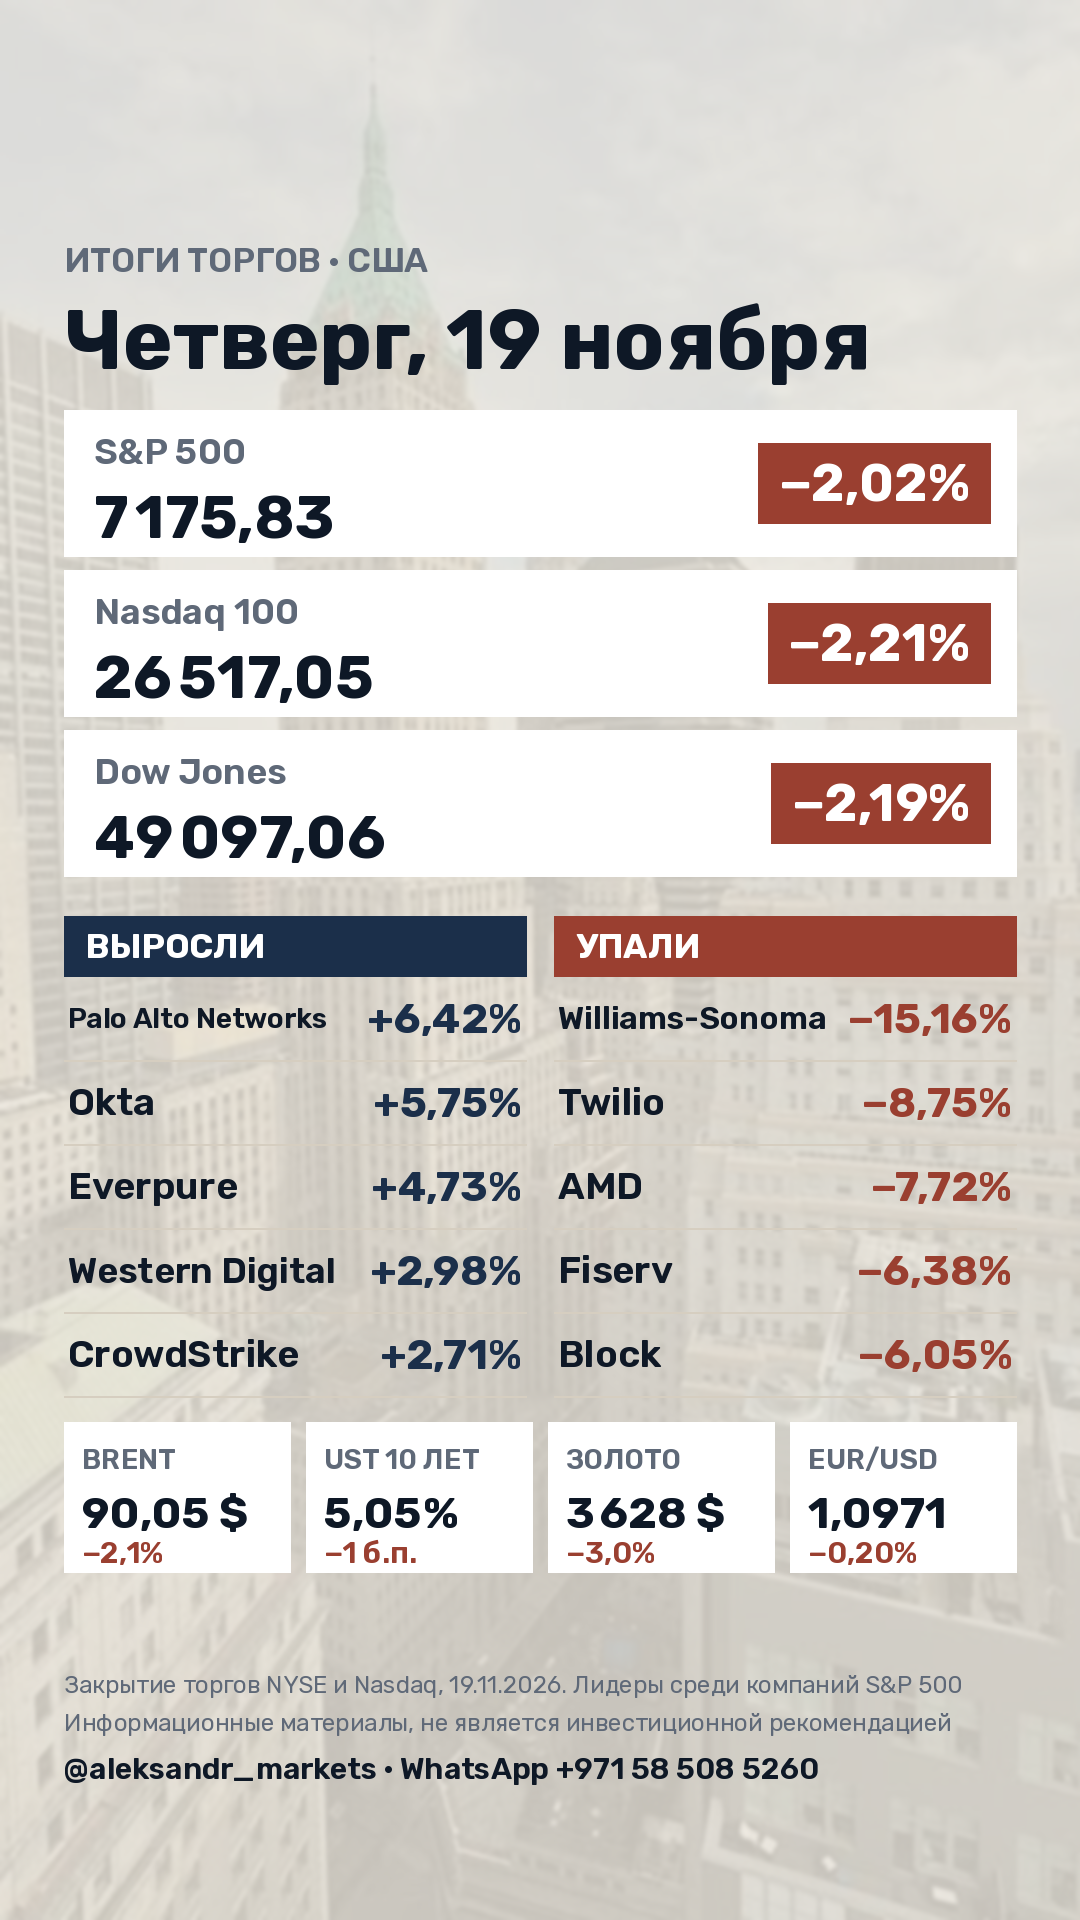 ИТОГИ ТОРГОВ • США
Четверг, 19 ноября
S&P 500
7 175,83
−2,02%
Nasdaq 100
26 517,05
−2,21%
Dow Jones
49 097,06
−2,19%
ВЫРОСЛИ
Palo Alto Networks +6,42%
Okta +5,75%
Everpure +4,73%
Western Digital +2,98%
CrowdStrike +2,71%
УПАЛИ
Williams-Sonoma −15,16%
Twilio −8,75%
AMD −7,72%
Fiserv −6,38%
Block −6,05%
BRENT
90,05 $
−2,1%
UST 10 ЛЕТ
5,05%
−1 б.п.
ЗОЛОТО
3 628 $
−3,0%
EUR/USD
1,0971
−0,20%
Закрытие торгов NYSE и Nasdaq, 19.11.2026. Лидеры среди компаний S&P 500
Информационные материалы, не является инвестиционной рекомендацией
@aleksandr_markets • WhatsApp +971 58 508 5260